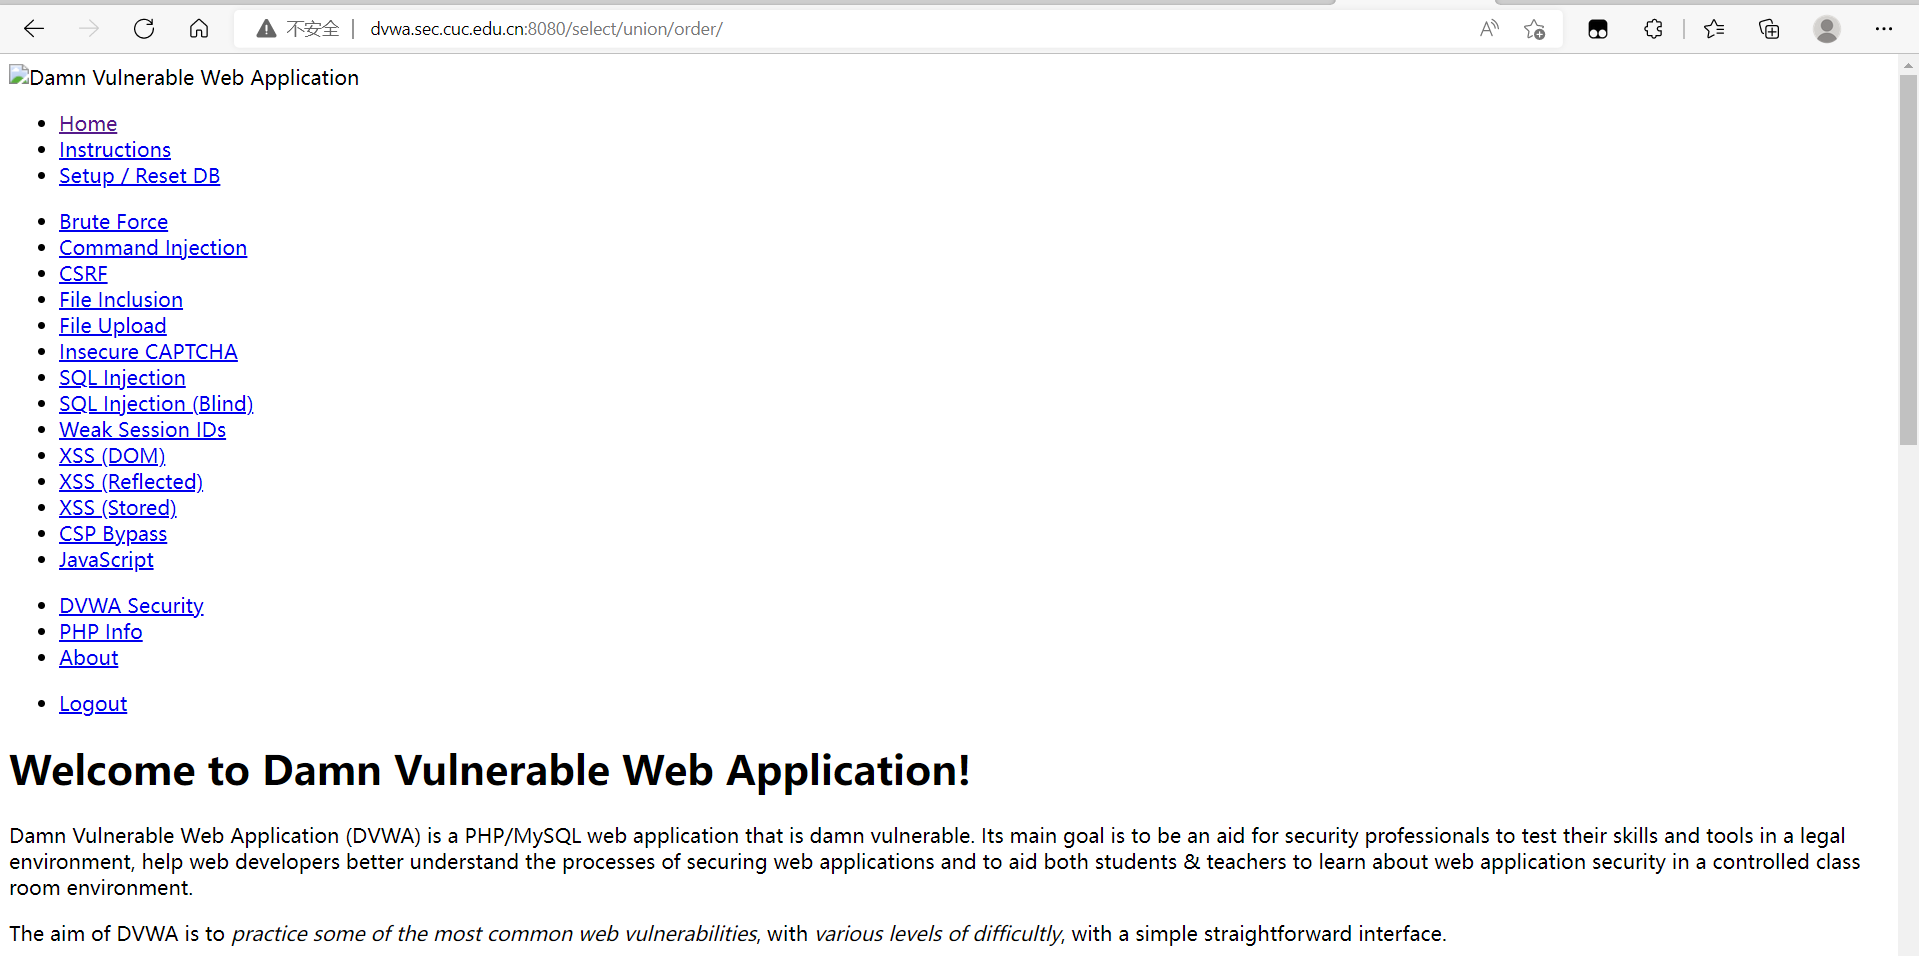 不安全 | dvwa.sec.cuc.edu.cn:8080/select/union/order/
Damn Vulnerable Web Application
Home
Instructions
Setup / Reset DB
Brute Force
Command Injection
CSRF
File Inclusion
File Upload
Insecure CAPTCHA
SQL Injection
SQL Injection (Blind)
Weak Session IDs
XSS (DOM)
XSS (Reflected)
XSS (Stored)
CSP Bypass
JavaScript
DVWA Security
PHP Info
About
Logout
Welcome to Damn Vulnerable Web Application!
Damn Vulnerable Web Application (DVWA) is a PHP/MySQL web application that is damn vulnerable. Its main goal is to be an aid for security professionals to test their skills and tools in a legal
environment, help web developers better understand the processes of securing web applications and to aid both students & teachers to learn about web application security in a controlled class
room environment.
The aim of DVWA is to practice some of the most common web vulnerabilities, with various levels of difficultly, with a simple straightforward interface.